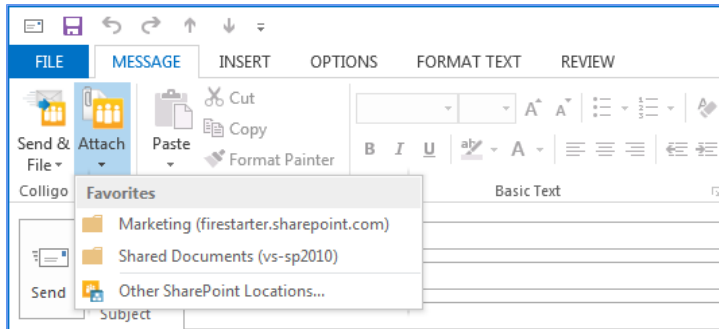 FILE MESSAGE INSERT OPTIONS FORMAT TEXT REVIEW
Cut
Copy
Format Painter
Send & File
Attach
Paste
A A
B I U ab A
Colligo
Basic Text
Favorites
Marketing (firestarter.sharepoint.com)
Shared Documents (vs-sp2010)
Other SharePoint Locations...
Send
Subject